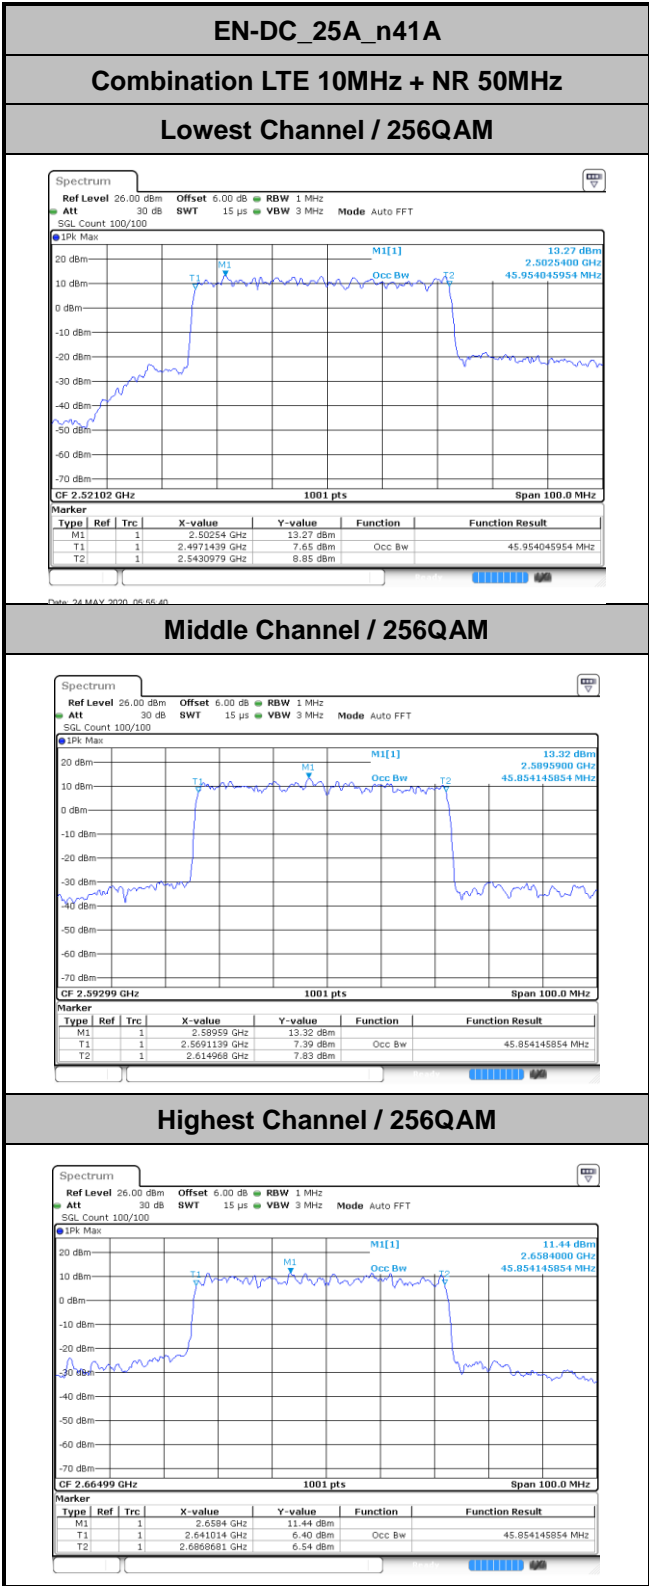 EN-DC_25A_n41A
Combination LTE 10MHz + NR 50MHz
Lowest Channel / 256QAM
Spectrum
Ref Level 26.00 dBm Offset 6.00 dB RBW 1 MHz
Att 30 dB SWT 15 µs VBW 3 MHz Mode Auto FFT
SGL Count 100/100
1Pk Max
M1[1] 13.27 dBm
2.5025400 GHz
Occ Bw 45.954045954 MHz
M1
T1
T2
20 dBm
10 dBm
0 dBm
-10 dBm
-20 dBm
-30 dBm
-40 dBm
-50 dBm
-60 dBm
-70 dBm
CF 2.52102 GHz 1001 pts Span 100.0 MHz
Marker
Type Ref Trc X-value Y-value Function Function Result
M1 1 2.50254 GHz 13.27 dBm
T1 1 2.4971439 GHz 7.65 dBm Occ Bw 45.954045954 MHz
T2 1 2.5430979 GHz 8.85 dBm
Date: 24.MAY.2020 05:55:40
Middle Channel / 256QAM
Spectrum
Ref Level 26.00 dBm Offset 6.00 dB RBW 1 MHz
Att 30 dB SWT 15 µs VBW 3 MHz Mode Auto FFT
SGL Count 100/100
1Pk Max
M1[1] 13.32 dBm
2.5895900 GHz
Occ Bw 45.854145854 MHz
M1
T1
T2
20 dBm
10 dBm
0 dBm
-10 dBm
-20 dBm
-30 dBm
-40 dBm
-50 dBm
-60 dBm
-70 dBm
CF 2.59299 GHz 1001 pts Span 100.0 MHz
Marker
Type Ref Trc X-value Y-value Function Function Result
M1 1 2.58959 GHz 13.32 dBm
T1 1 2.5691139 GHz 7.39 dBm Occ Bw 45.854145854 MHz
T2 1 2.614968 GHz 7.83 dBm
Highest Channel / 256QAM
Spectrum
Ref Level 26.00 dBm Offset 6.00 dB RBW 1 MHz
Att 30 dB SWT 15 µs VBW 3 MHz Mode Auto FFT
SGL Count 100/100
1Pk Max
M1[1] 11.44 dBm
2.6584000 GHz
Occ Bw 45.854145854 MHz
M1
T1
T2
20 dBm
10 dBm
0 dBm
-10 dBm
-20 dBm
-30 dBm
-40 dBm
-50 dBm
-60 dBm
-70 dBm
CF 2.66499 GHz 1001 pts Span 100.0 MHz
Marker
Type Ref Trc X-value Y-value Function Function Result
M1 1 2.6584 GHz 11.44 dBm
T1 1 2.641014 GHz 6.40 dBm Occ Bw 45.854145854 MHz
T2 1 2.6868681 GHz 6.54 dBm